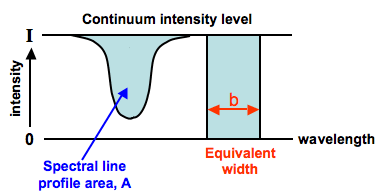 Continuum intensity level
I
intensity
b
0
wavelength
Spectral line
profile area, A
Equivalent
width